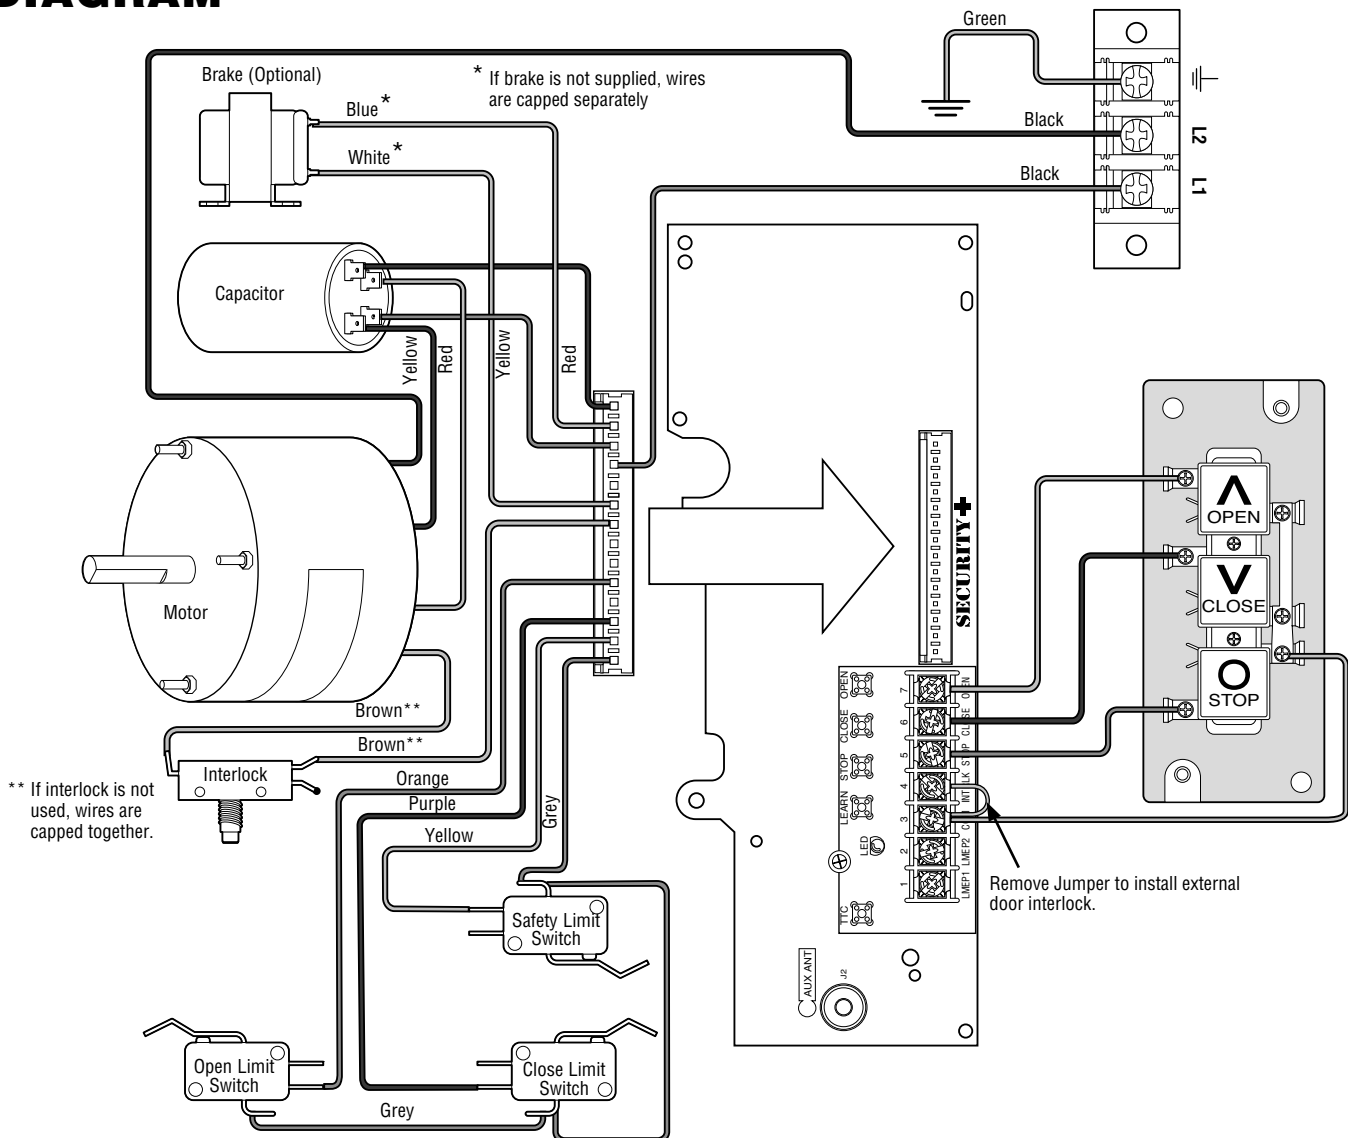 DIAGRAM
Green
Brake (Optional)
* If brake is not supplied, wires
are capped separately
Blue*
White*
Black
L2
Black
L1
Capacitor
Yellow
Red
Yellow
Red
Motor
SECURITY+
OPEN
CLOSE
STOP
Brown**
Brown**
Interlock
Orange
Purple
Yellow
Grey
** If interlock is not
used, wires are
capped together.
OPEN
7
OPEN
CLOSE
6
CLOSE
STOP
5
STOP
LEARN
4
INT LK
3
LED
2
LMEP2
1
LMEP1
TTC
Remove Jumper to install external
door interlock.
Safety Limit
Switch
AUX ANT
J2
Open Limit
Switch
Close Limit
Switch
Grey